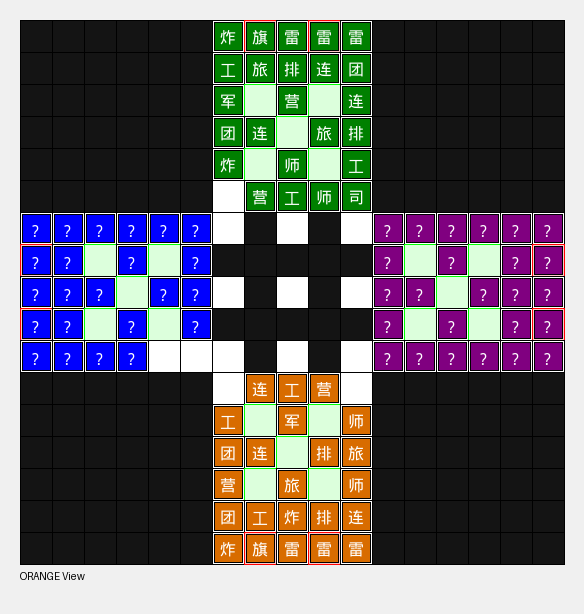 炸 旗 雷 雷 雷
工 旅 排 连 团
军 营 连
团 连 旅 排
炸 师 工
营 工 师 司
? ? ? ? ? ? ? ? ? ? ? ?
? ? ? ? ? ? ? ?
? ? ? ? ? ? ? ? ? ?
? ? ? ? ? ? ? ?
? ? ? ? ? ? ? ? ? ?
连 工 营
工 军 师
团 连 排 旅
营 旅 师
团 工 炸 排 连
炸 旗 雷 雷 雷
ORANGE View